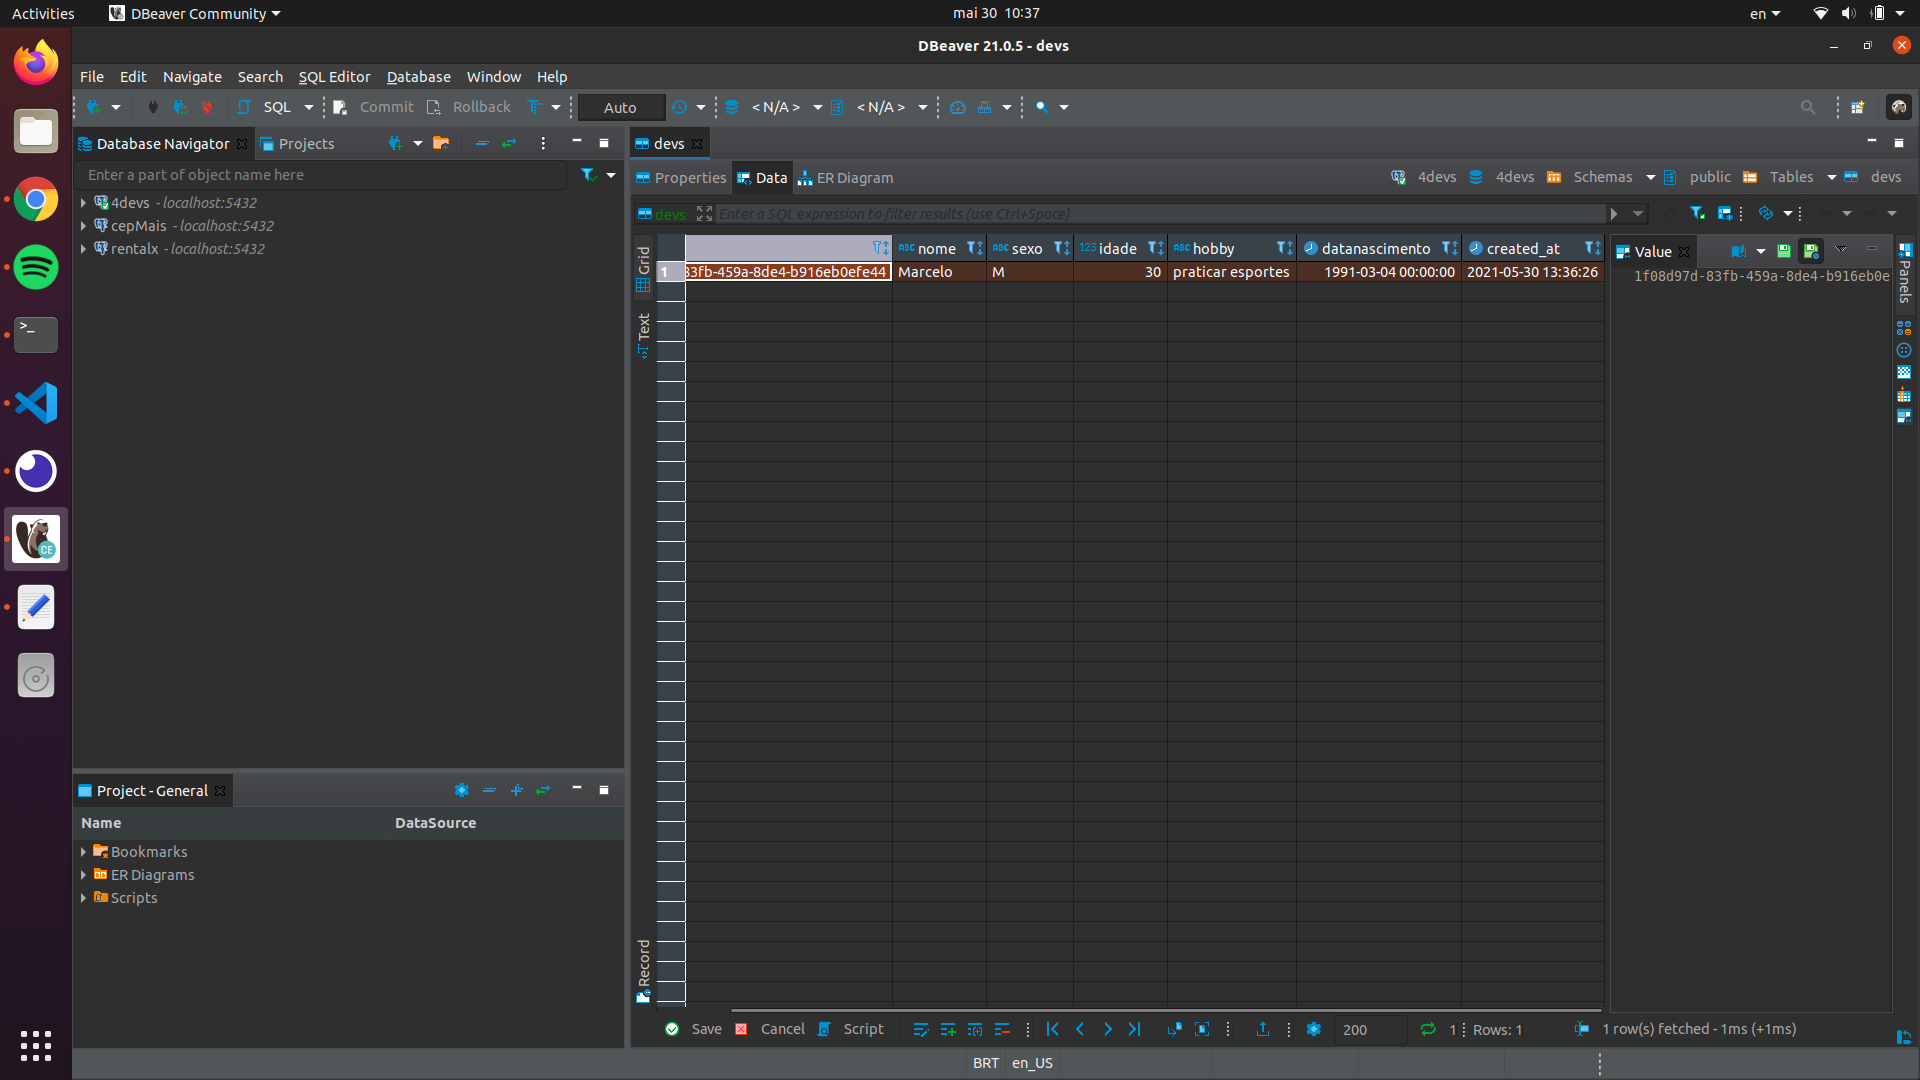 Activities
DBeaver Community
mai 30 10:37
en
DBeaver 21.0.5 - devs
File Edit Navigate Search SQL Editor Database Window Help
SQL Commit Rollback Auto < N/A > < N/A >
Database Navigator Projects
Enter a part of object name here
4devs - localhost:5432
cepMais - localhost:5432
rentalx - localhost:5432
Project - General
Name DataSource
Bookmarks
ER Diagrams
Scripts
devs
Properties Data ER Diagram
4devs 4devs Schemas public Tables devs
devs Enter a SQL expression to filter results (use Ctrl+Space)
Grid
Text
Record
ABC nome ABC sexo 123 idade ABC hobby datanascimento created_at
1 83fb-459a-8de4-b916eb0efe44 Marcelo M 30 praticar esportes 1991-03-04 00:00:00 2021-05-30 13:36:26
Value
1f08d97d-83fb-459a-8de4-b916eb0e
Panels
Save Cancel Script 200 1 Rows: 1 1 row(s) fetched - 1ms (+1ms)
BRT en_US
>_
CE